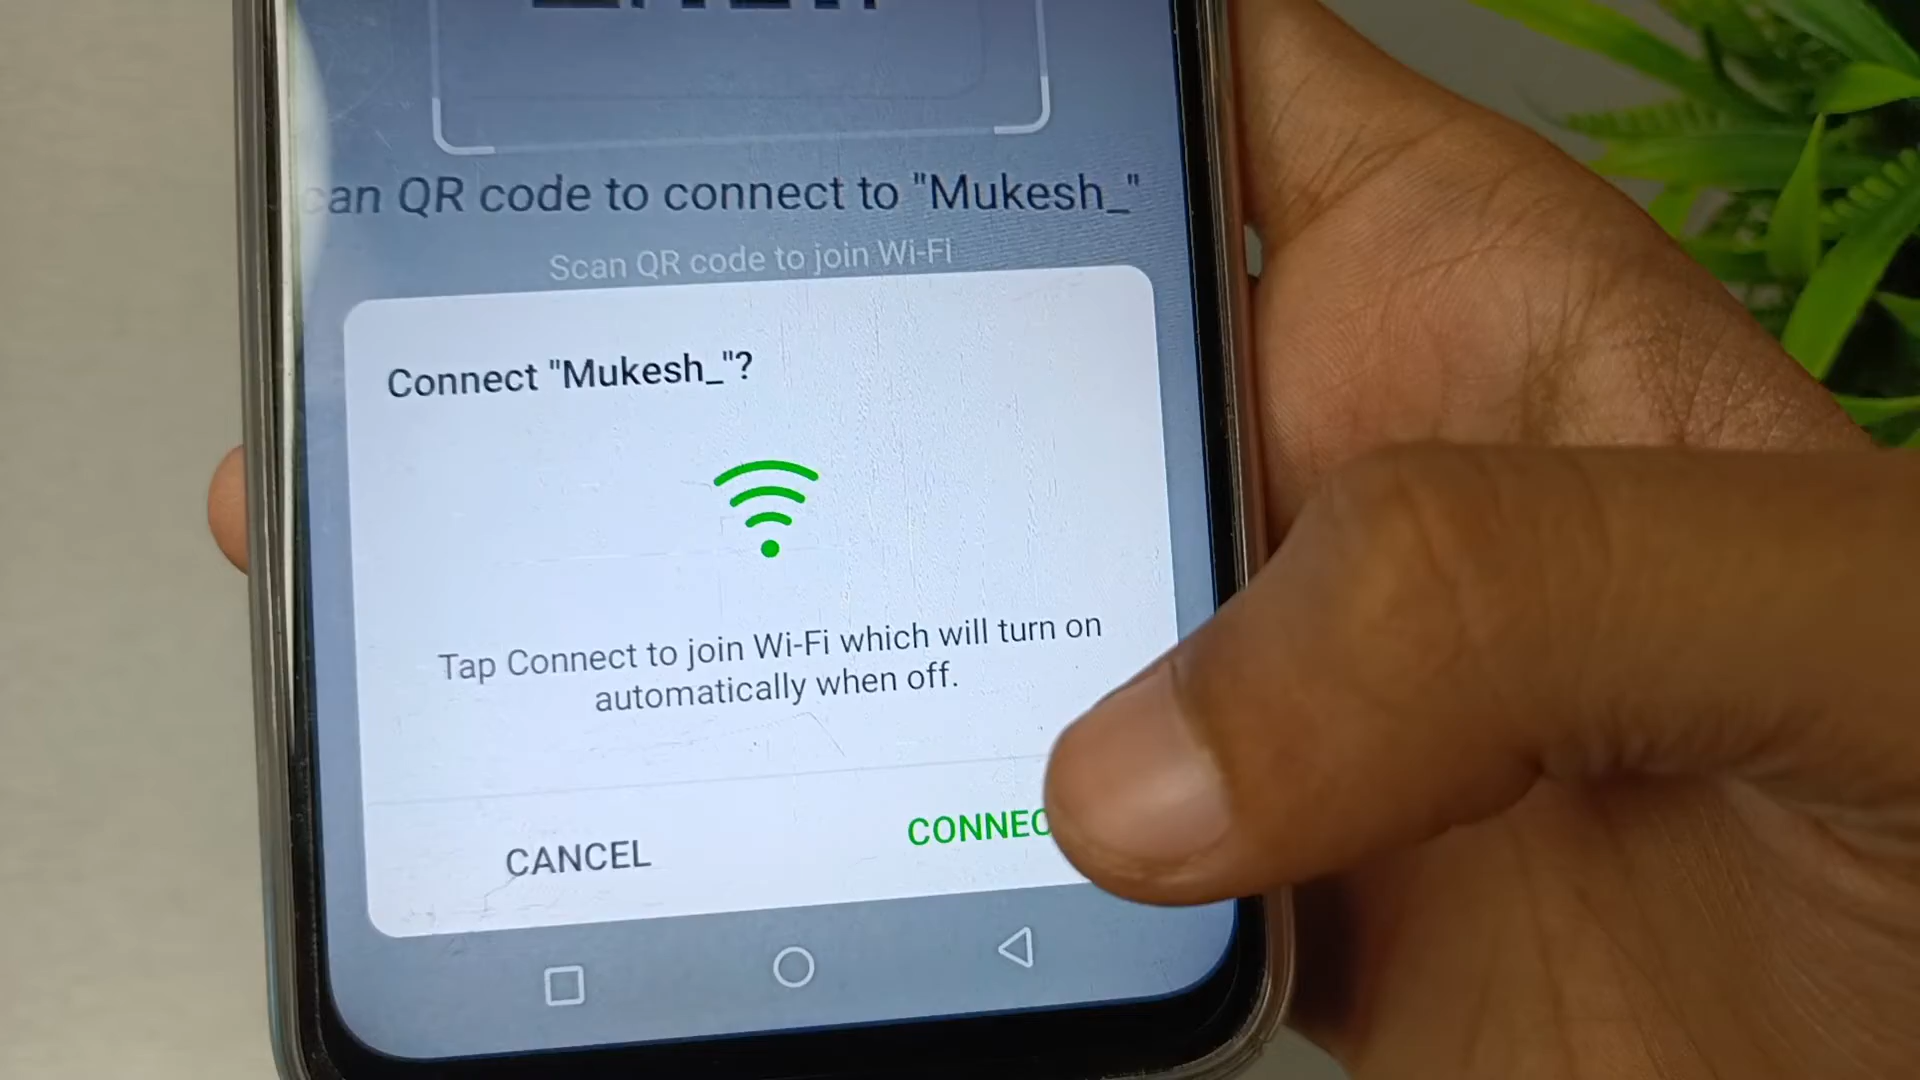 an QR code to connect to "Mukesh_"
Scan QR code to join Wi-Fi
Connect "Mukesh_"?
Tap Connect to join Wi-Fi which will turn on
automatically when off.
CANCEL
CONNEC